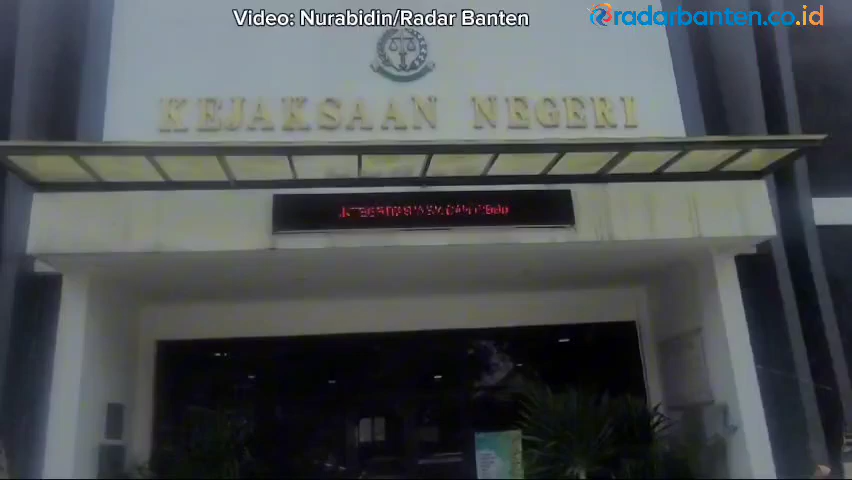 Video: Nurabidin/Radar Banten
radarbanten.co.id
KEJAKSAAN NEGERI